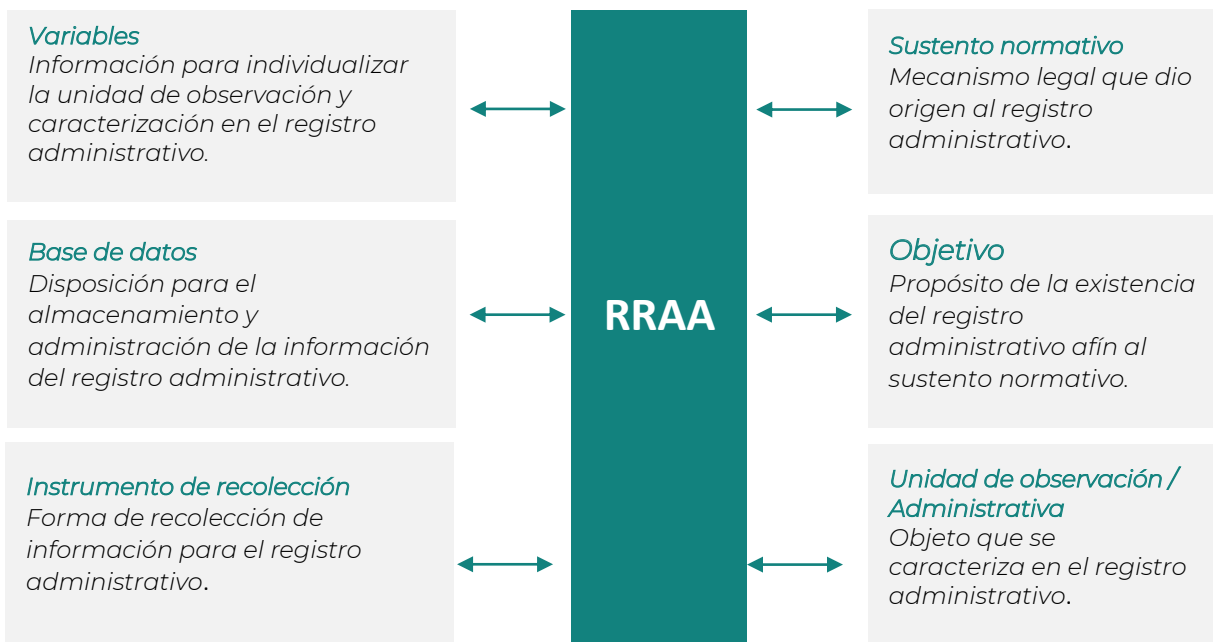 Variables
Información para individualizar
la unidad de observación y
caracterización en el registro
administrativo.
Base de datos
Disposición para el
almacenamiento y
administración de la información
del registro administrativo.
Instrumento de recolección
Forma de recolección de
información para el registro
administrativo.
RRAA
Sustento normativo
Mecanismo legal que dio
origen al registro
administrativo.
Objetivo
Propósito de la existencia
del registro
administrativo afín al
sustento normativo.
Unidad de observación /
Administrativa
Objeto que se
caracteriza en el registro
administrativo.